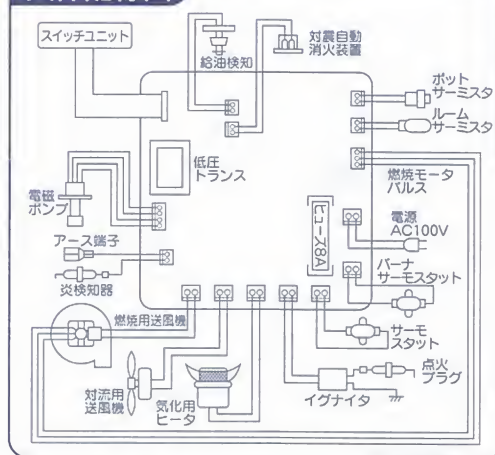 スイッチユニット
給油検知
対震自動
消火装置
ポット
サーミスタ
ルーム
サーミスタ
低圧
トランス
燃焼モータ
パルス
電磁
ポンプ
ヒューズ8A
電源
AC100V
アース端子
バーナ
サーモスタット
炎検知器
燃焼用送風機
サーモ
スタット
対流用
送風機
気化用
ヒータ
イグナイタ
点火
プラグ